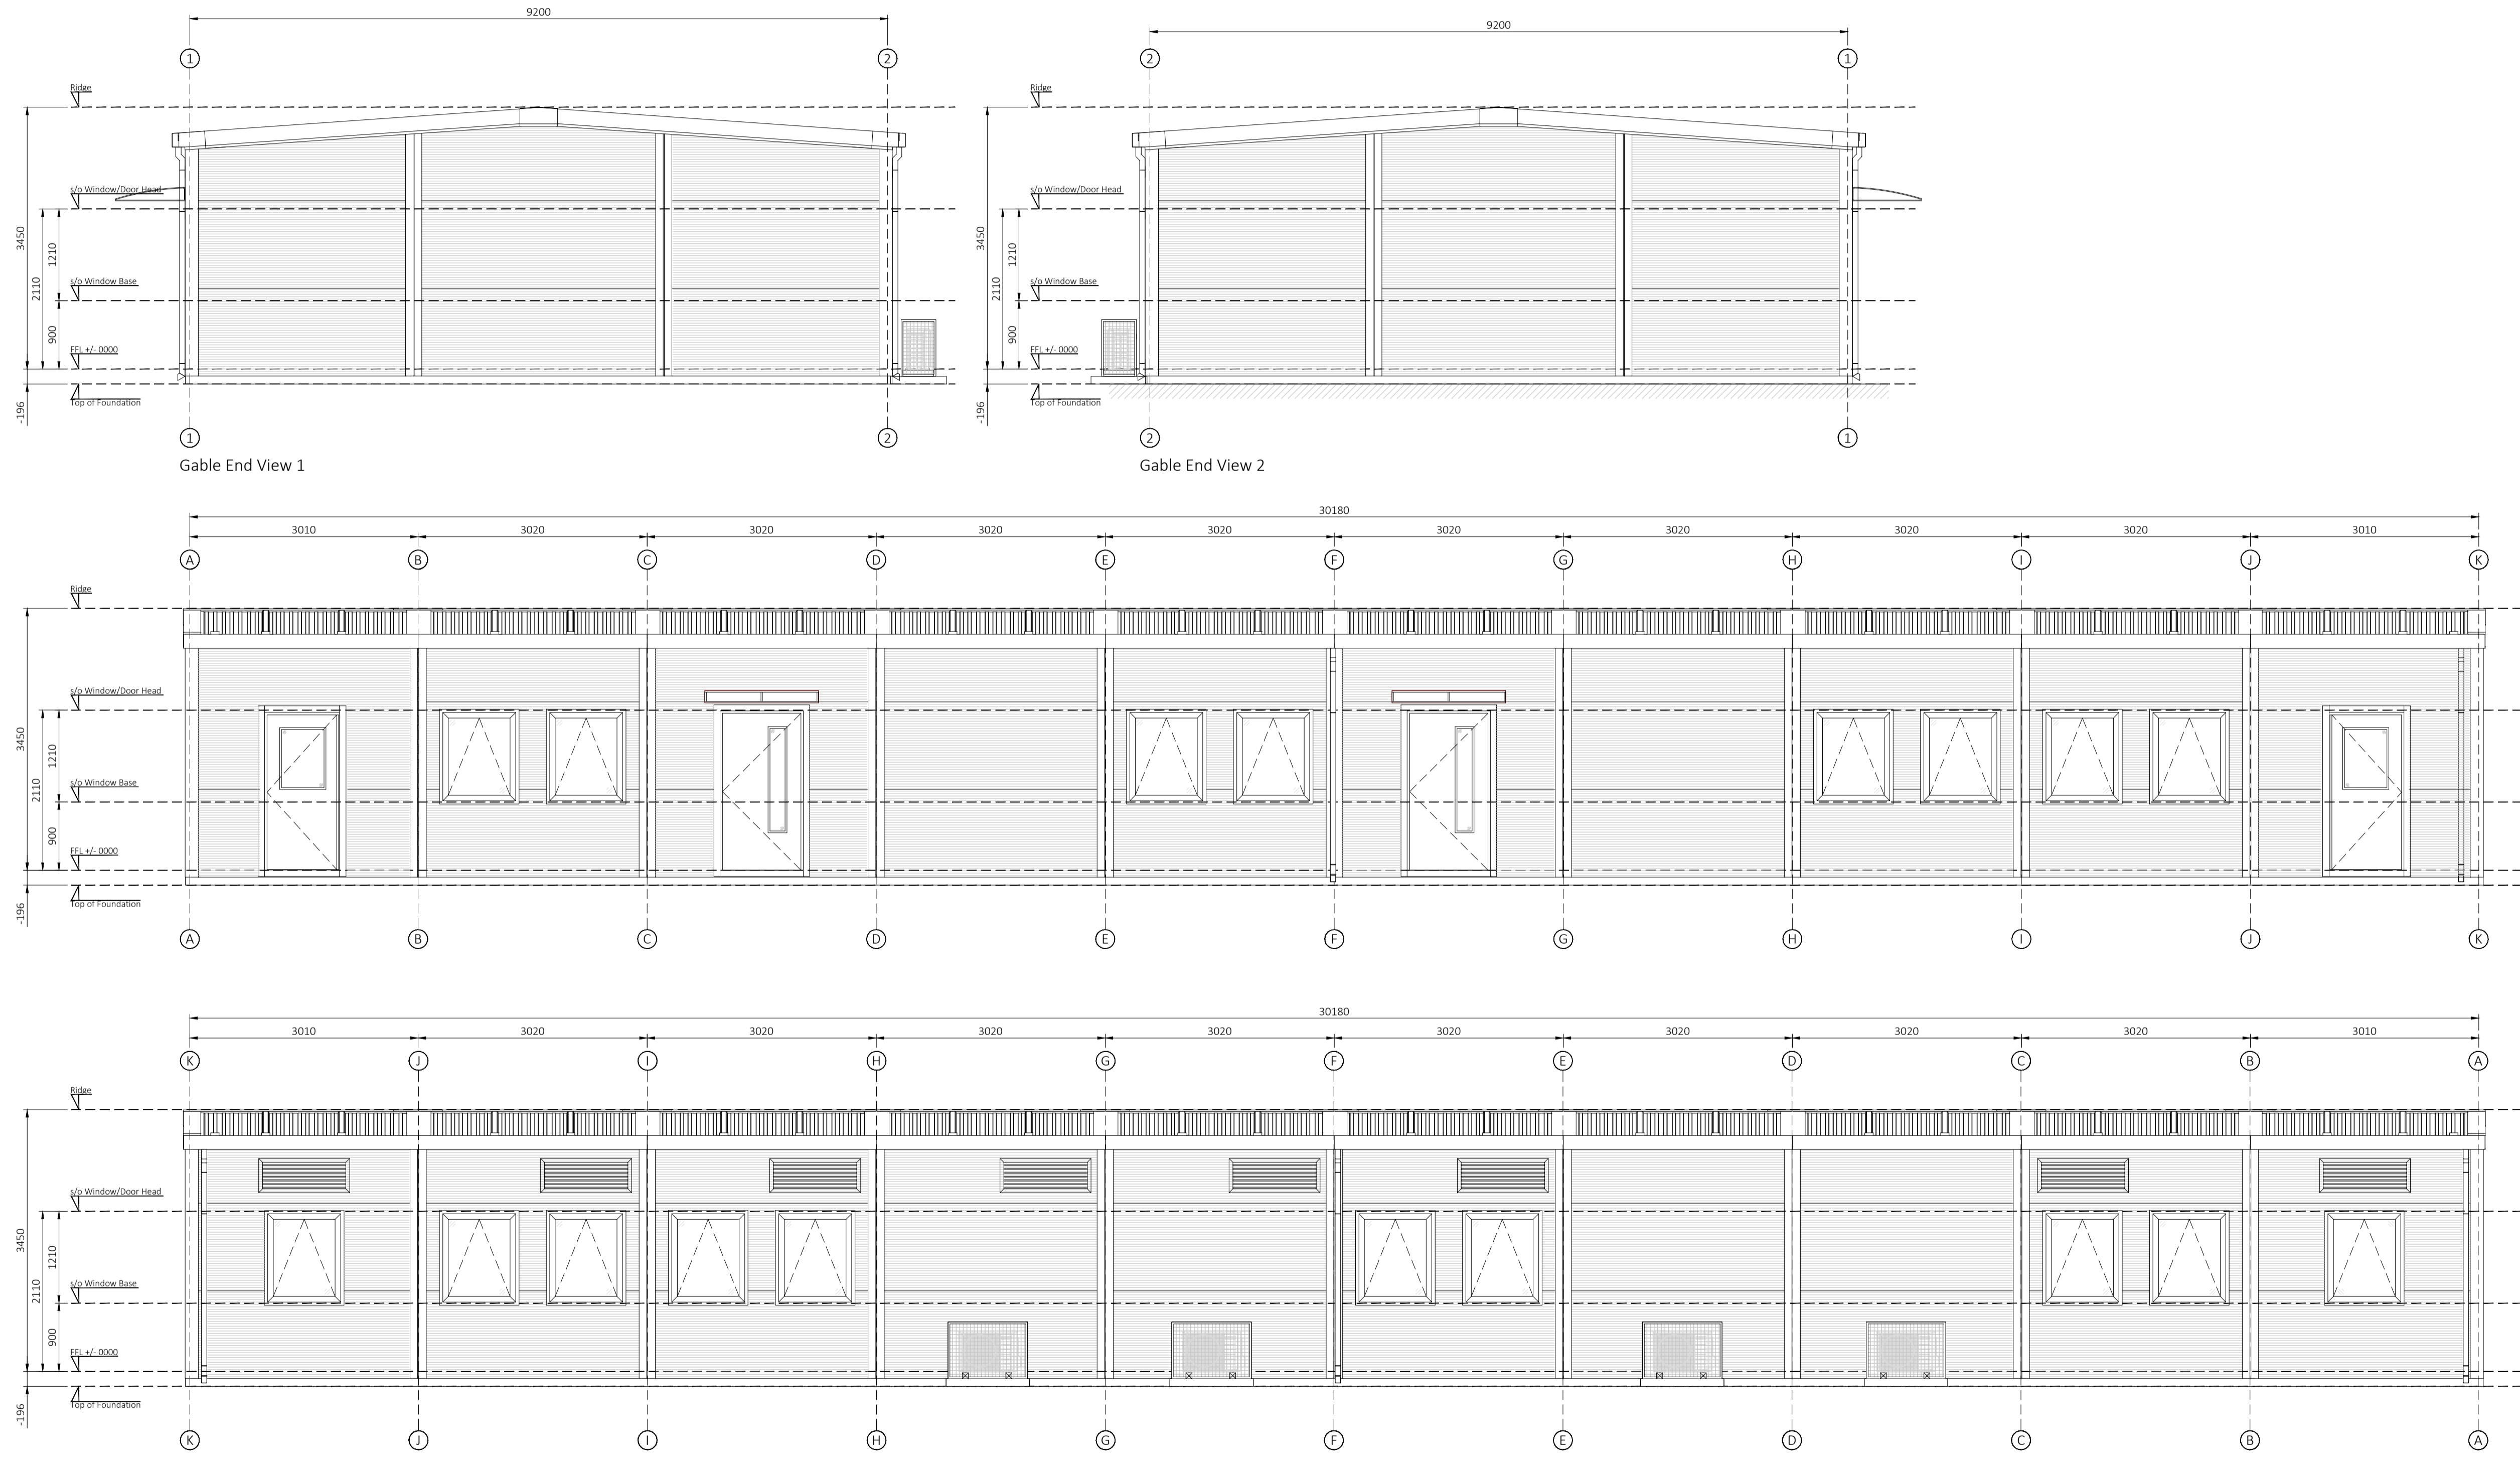 9200
9200
1
2
2
1
Ridge
Ridge
s/o Window/Door Head
s/o Window/Door Head
3450
2110
1210
3450
2110
1210
s/o Window Base
s/o Window Base
900
900
FFL +/- 0000
FFL +/- 0000
Top of Foundation
Top of Foundation
-196
-196
1
2
2
1
Gable End View 1
Gable End View 2
30180
3010 3020 3020 3020 3020 3020 3020 3020 3020 3010
A B C D E F G H I J K
Ridge
s/o Window/Door Head
3450
2110
1210
s/o Window Base
900
FFL +/- 0000
Top of Foundation
-196
A B C D E F G H I J K
30180
3010 3020 3020 3020 3020 3020 3020 3020 3020 3010
K J I H G F E D C B A
Ridge
s/o Window/Door Head
3450
2110
1210
s/o Window Base
900
FFL +/- 0000
Top of Foundation
-196
K J I H G F E D C B A